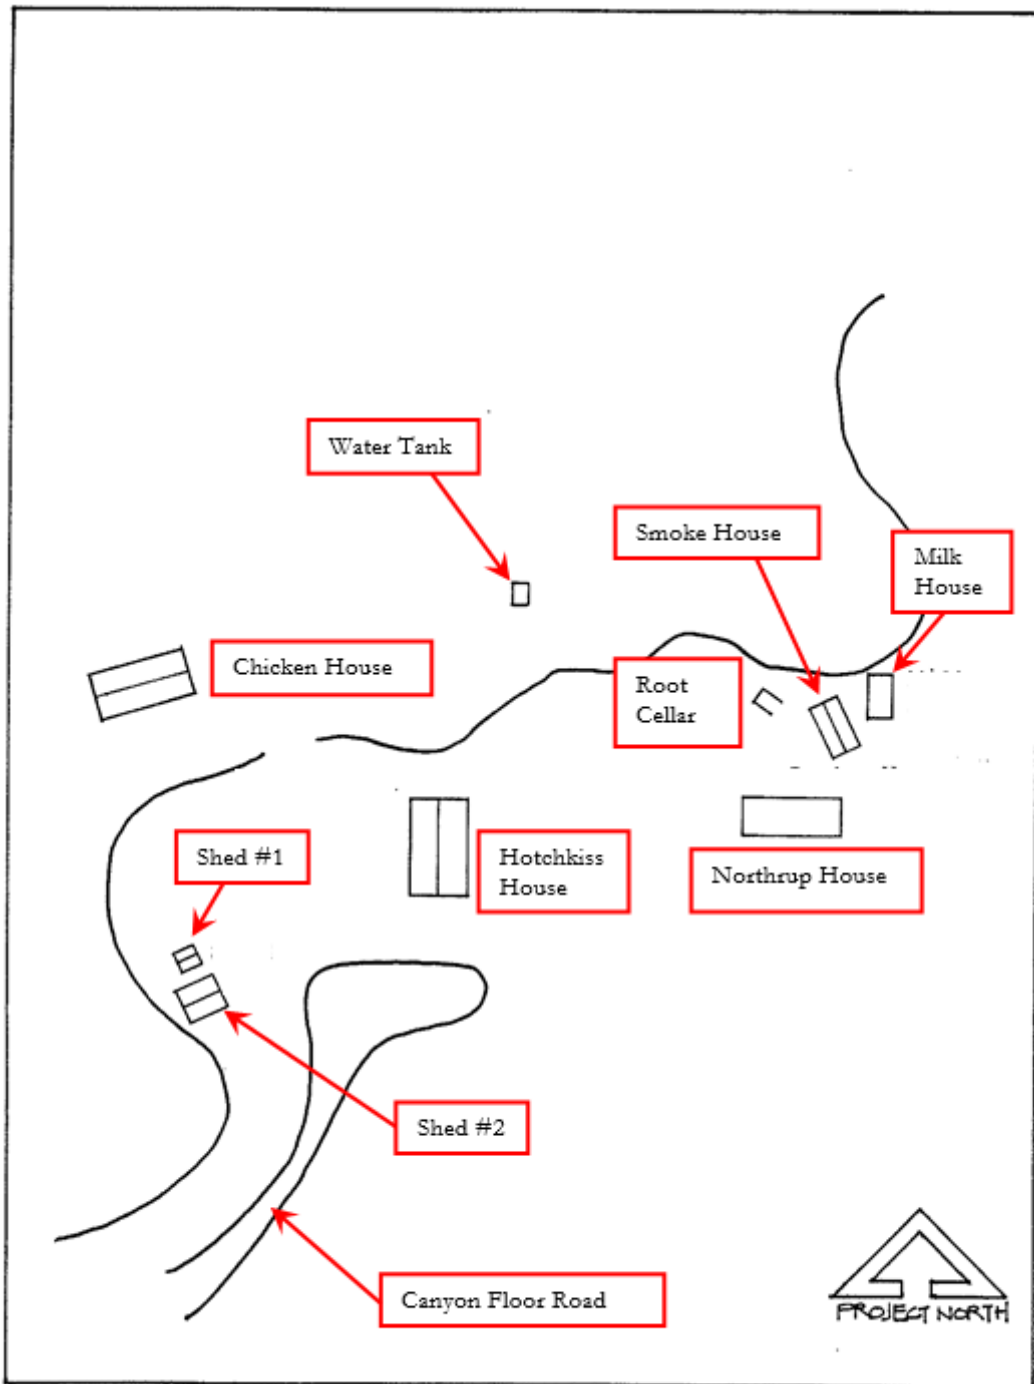 Water Tank
Smoke House
Milk
House
Chicken House
Root
Cellar
Shed #1
Hotchkiss
House
Northrup House
Shed #2
Canyon Floor Road
PROJECT NORTH